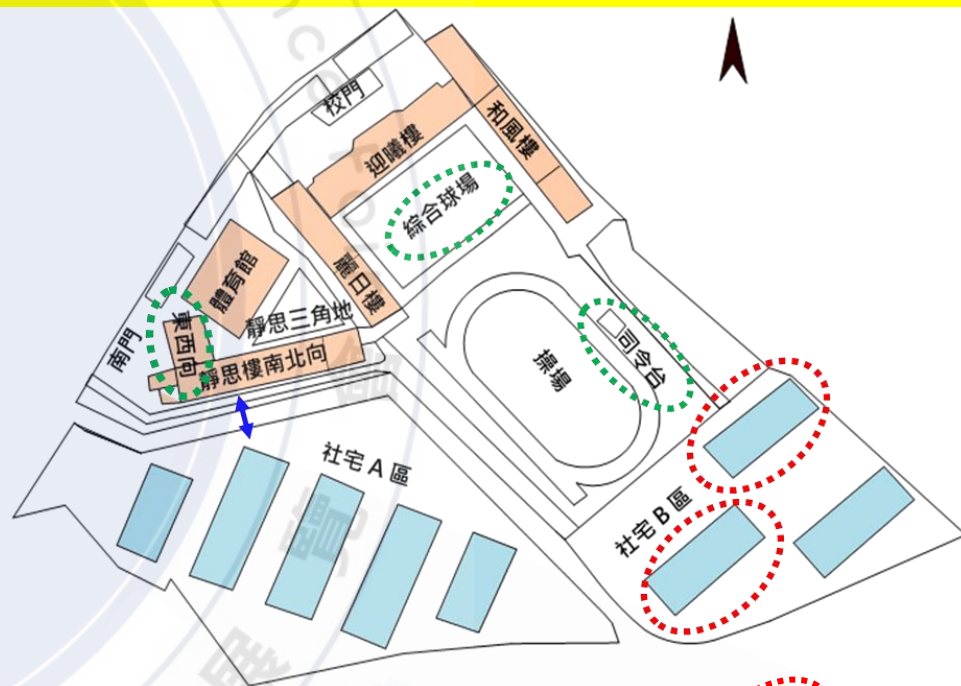 校門
迎曦樓
和風樓
綜合球場
麗日樓
體育館
靜思三角地
東西向
南門
靜思樓南北向
司令台
操場
社宅 A 區
社宅 B 區